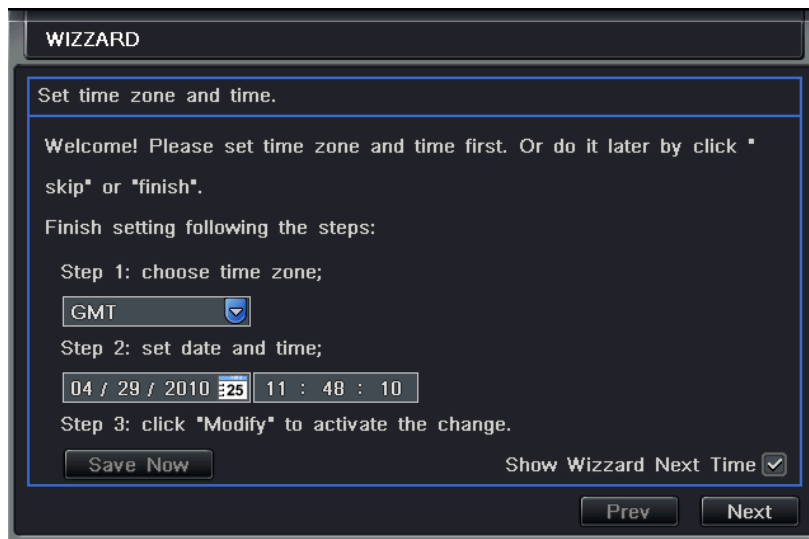 WIZZARD
Set time zone and time.
Welcome! Please set time zone and time first. Or do it later by click "
skip" or "finish".
Finish setting following the steps:
Step 1: choose time zone;
GMT
Step 2: set date and time;
04 / 29 / 2010 25 11 : 48 : 10
Step 3: click "Modify" to activate the change.
Save Now Show Wizzard Next Time
Prev Next